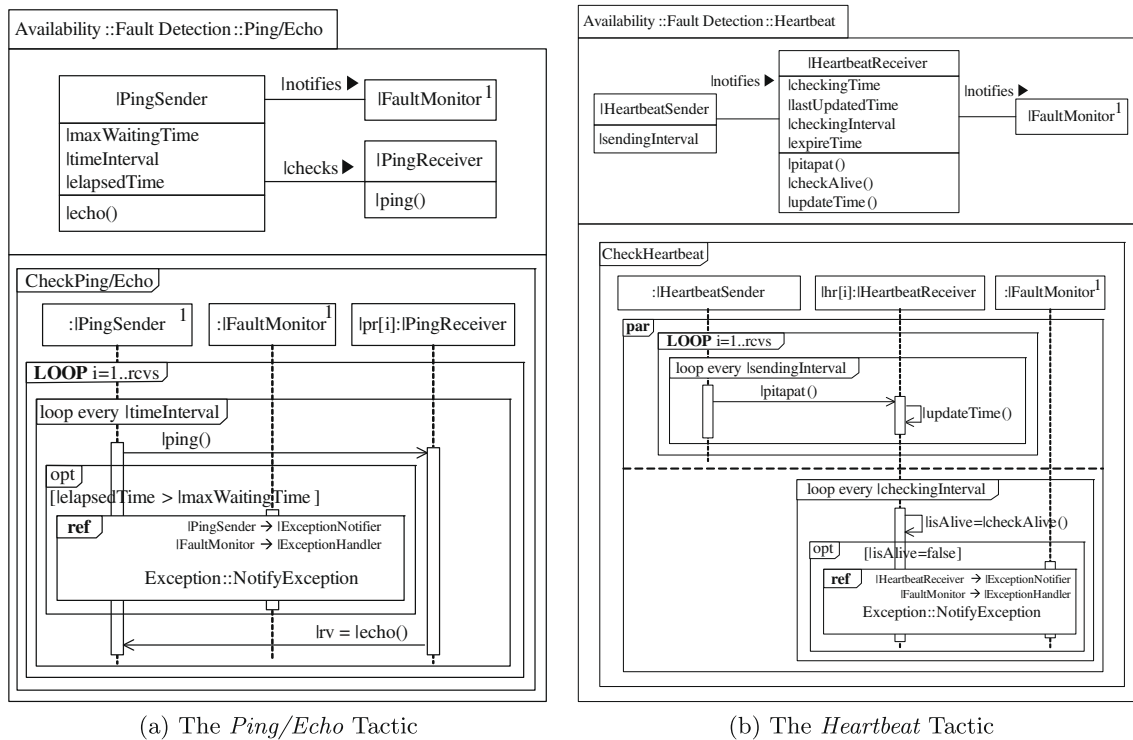 Availability ::Fault Detection::Ping/Echo
|PingSender
|maxWaitingTime
|timeInterval
|elapsedTime
|echo()
|notifies ▶
|FaultMonitor 1
|checks ▶
|PingReceiver
|ping()
CheckPing/Echo
:|PingSender 1
:|FaultMonitor 1
|pr[i]:|PingReceiver
LOOP i=1..rcvs
loop every |timeInterval
|ping()
opt
[|elapsedTime > |maxWaitingTime ]
ref
|PingSender → |ExceptionNotifier
|FaultMonitor → |ExceptionHandler
Exception::NotifyException
|rv = |echo()
(a) The Ping/Echo Tactic
Availability ::Fault Detection::Heartbeat
|HeartbeatSender
|sendingInterval
|notifies ▶
|HeartbeatReceiver
|checkingTime
|lastUpdatedTime
|checkingInterval
|expireTime
|pitapat()
|checkAlive()
|updateTime()
|notifies ▶
|FaultMonitor 1
CheckHeartbeat
:|HeartbeatSender
|hr[i]:|HeartbeatReceiver
:|FaultMonitor 1
par
LOOP i=1..rcvs
loop every |sendingInterval
|pitapat()
|updateTime()
loop every |checkingInterval
|isAlive=|checkAlive()
opt
[|isAlive=false]
ref
|HeartbeatReceiver → |ExceptionNotifier
|FaultMonitor → |ExceptionHandler
Exception::NotifyException
(b) The Heartbeat Tactic